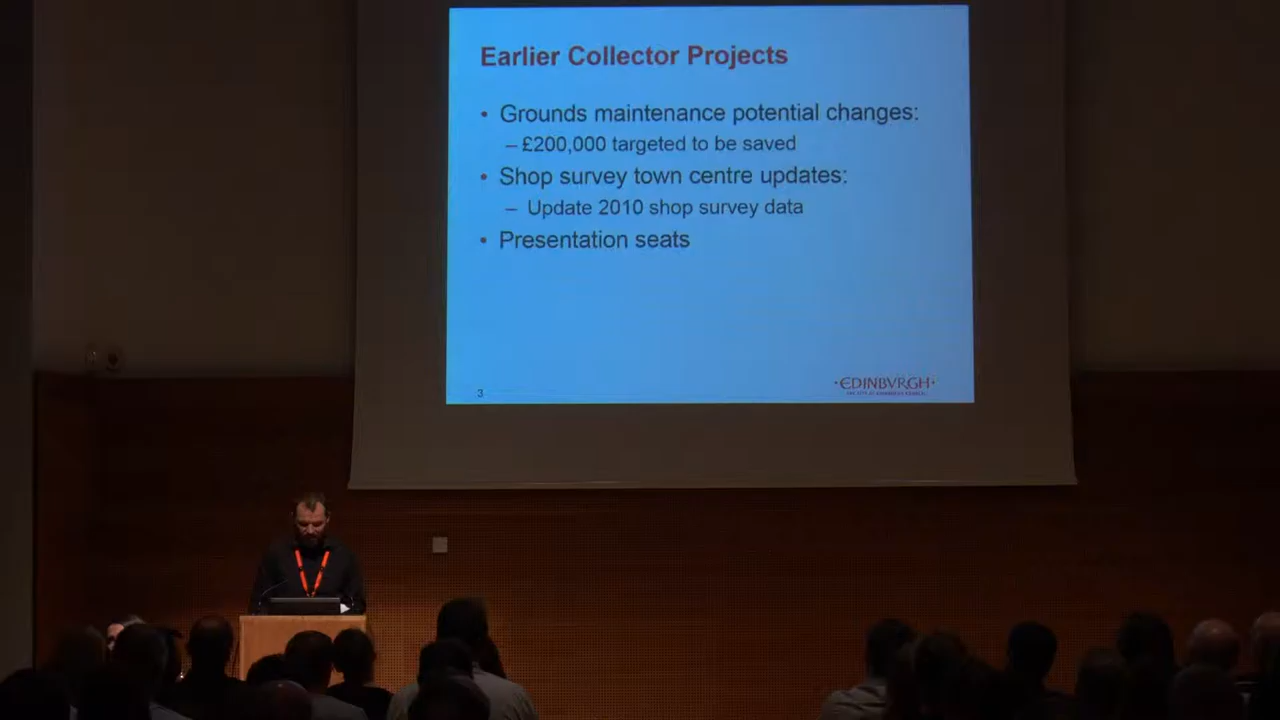 Earlier Collector Projects
• Grounds maintenance potential changes:
– £200,000 targeted to be saved
• Shop survey town centre updates:
– Update 2010 shop survey data
• Presentation seats
3
·EDINBVRGH·